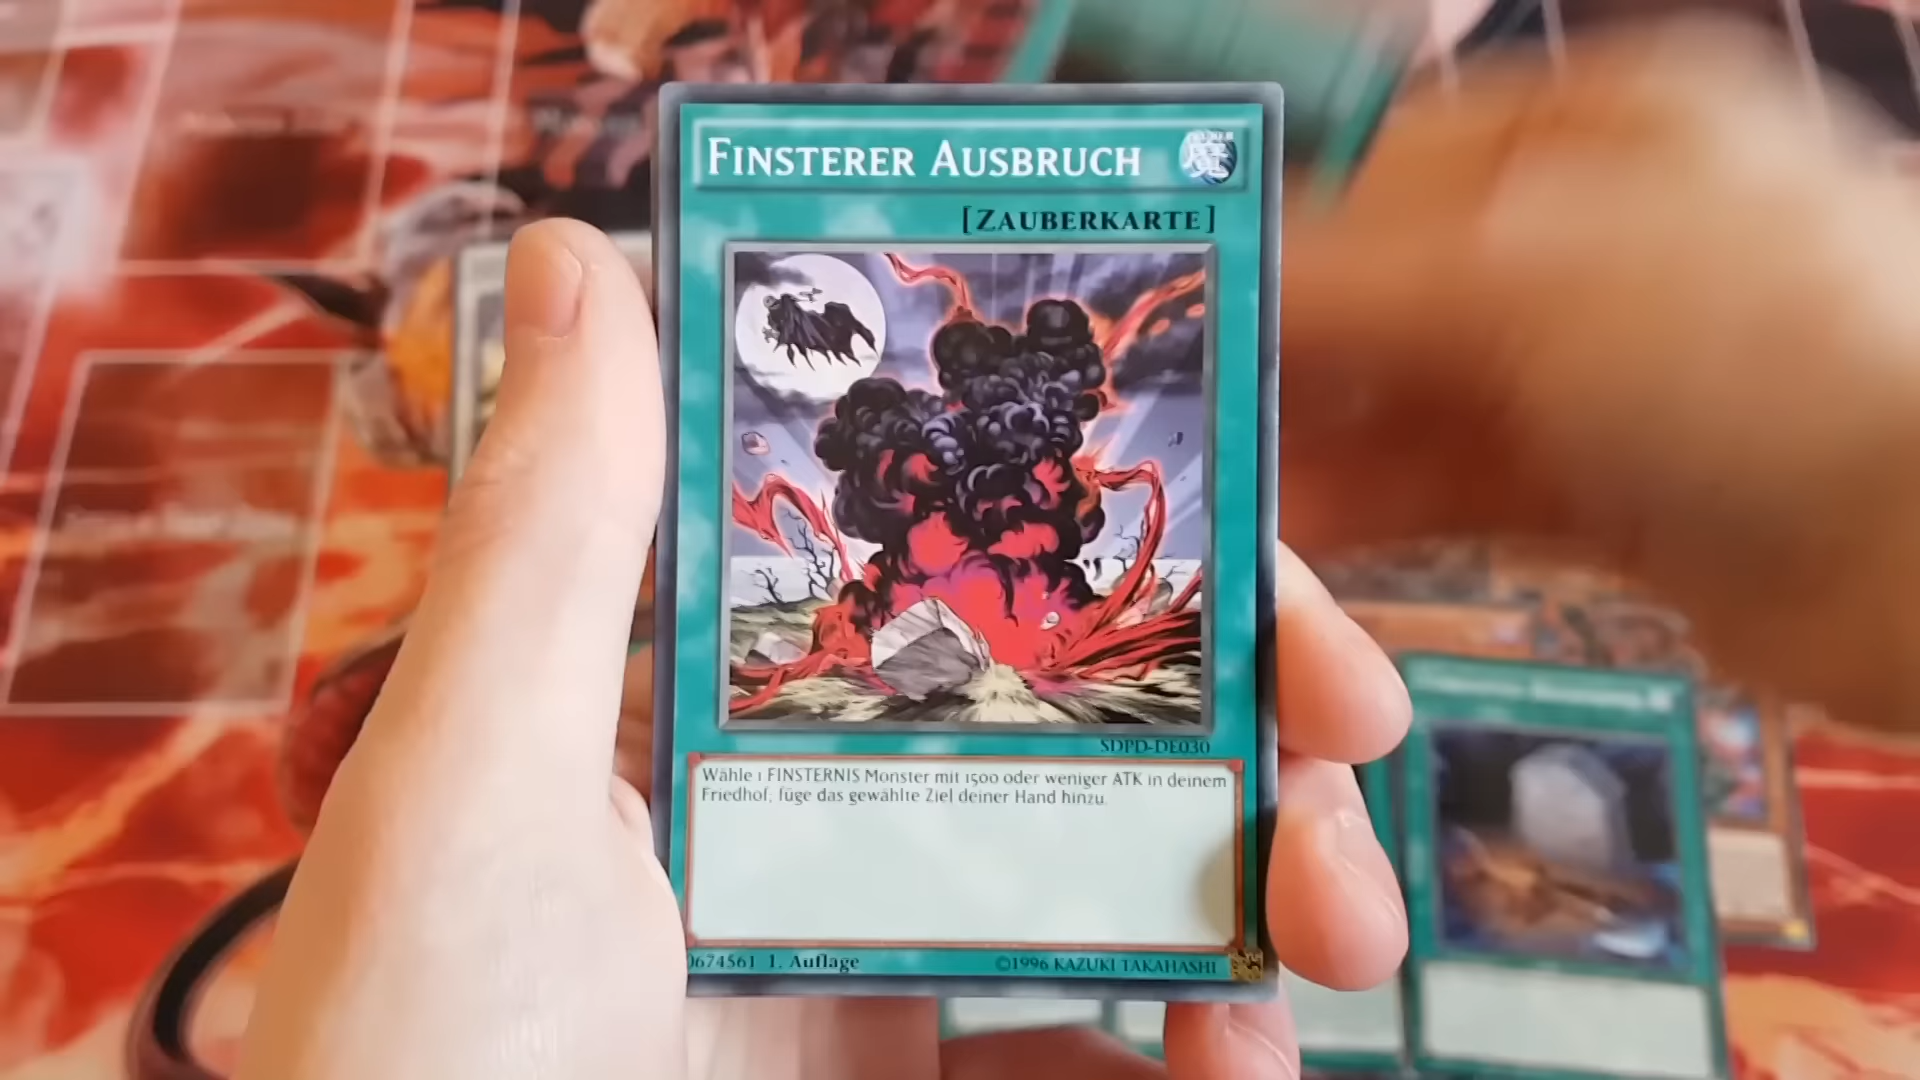 FINSTERER AUSBRUCH
[ZAUBERKARTE]
SDPD-DE030
Wähle 1 FINSTERNIS Monster mit 1500 oder weniger ATK in deinem
Friedhof; füge das gewählte Ziel deiner Hand hinzu.
0674561 1. Auflage ©1996 KAZUKI TAKAHASHI